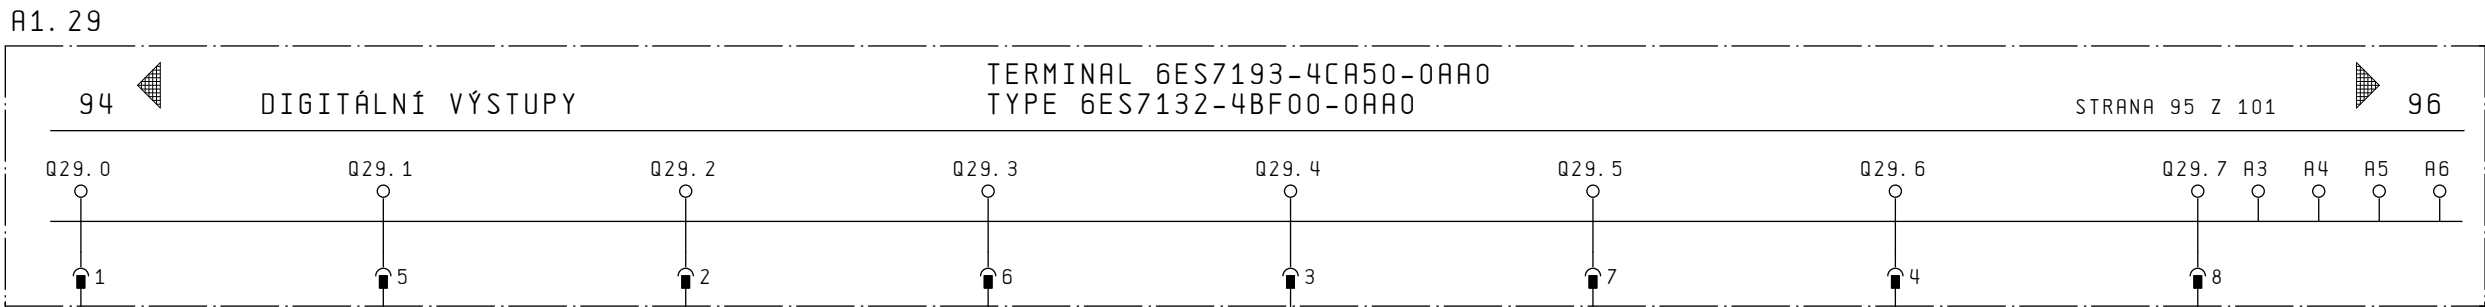 A1.29
TERMINAL 6ES7193-4CA50-0AA0
94 DIGITÁLNÍ VÝSTUPY TYPE 6ES7132-4BF00-0AA0 STRANA 95 Z 101 96
Q29.0 Q29.1 Q29.2 Q29.3 Q29.4 Q29.5 Q29.6 Q29.7 A3 A4 A5 A6
1 5 2 6 3 7 4 8